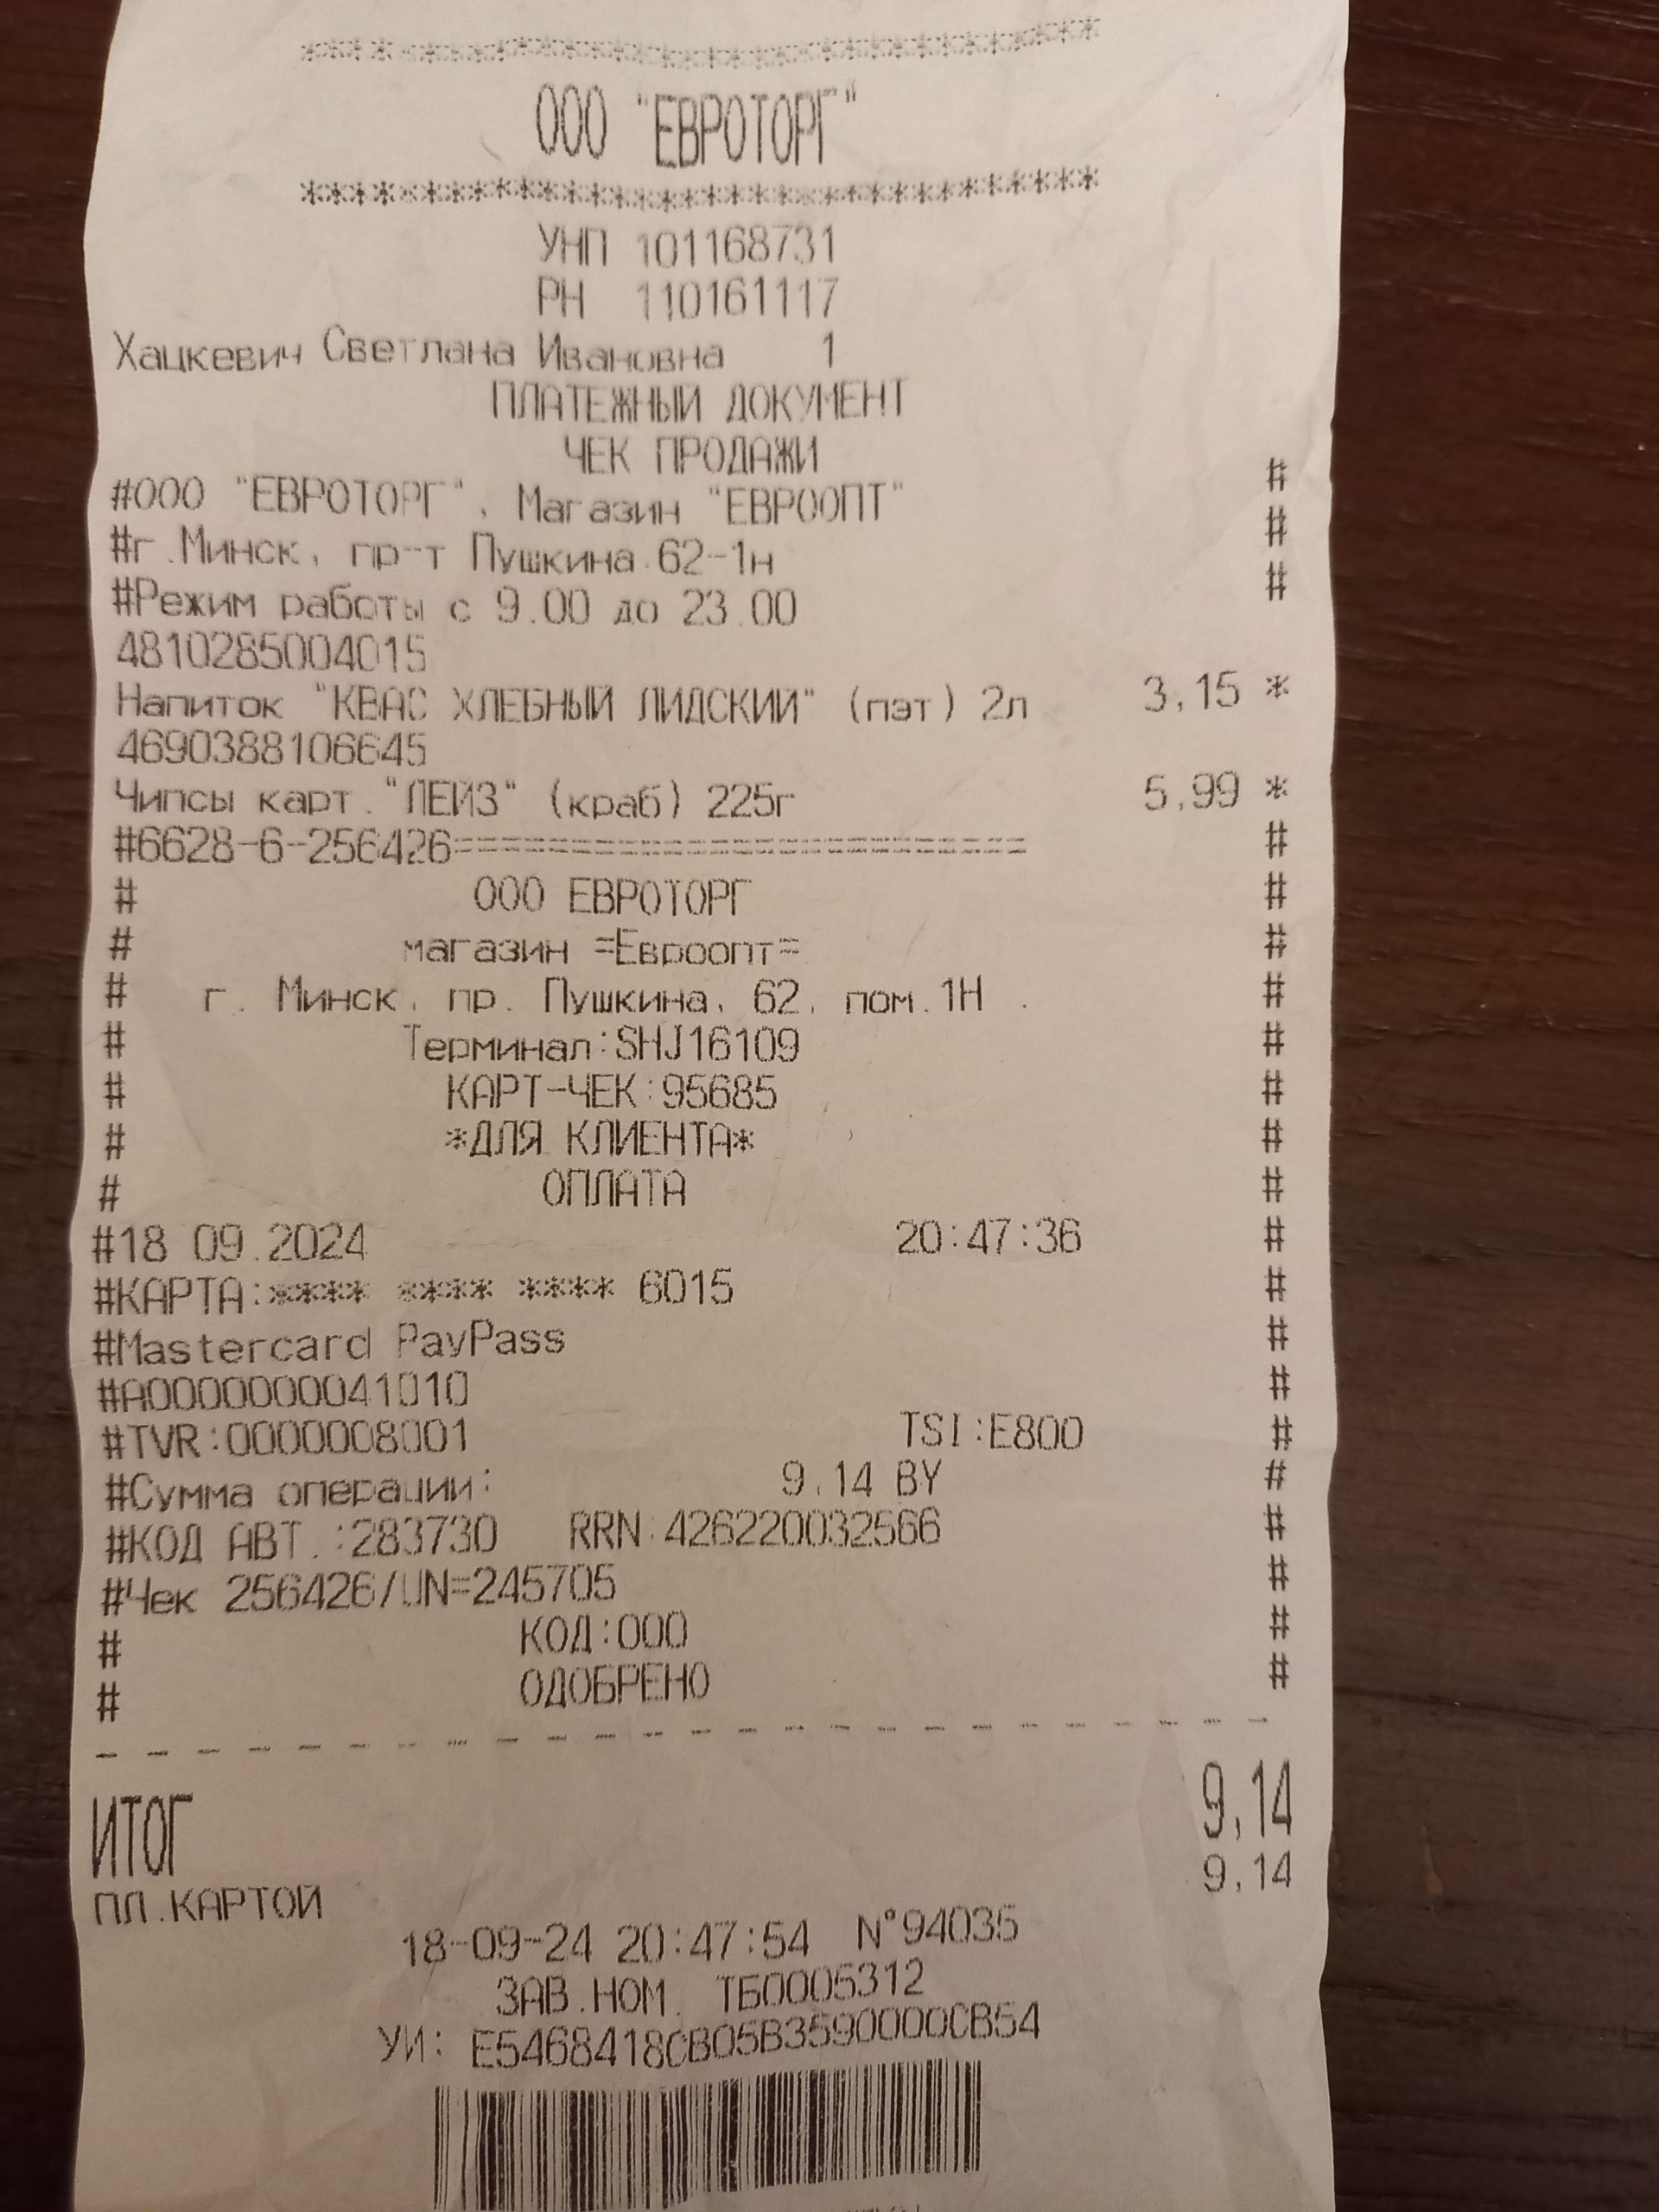 ************************************
ООО "ЕВРОТОРГ"
************************************
УНП 101168731
РН 110161117
Хацкевич Светлана Ивановна 1
ПЛАТЕЖНЫЙ ДОКУМЕНТ
ЧЕК ПРОДАЖИ
#ООО "ЕВРОТОРГ", Магазин "ЕВРООПТ" #
#г.Минск, пр-т Пушкина 62-1н #
#Режим работы с 9.00 до 23.00 #
4810285004015
Напиток "КВАС ХЛЕБНЫЙ ЛИДСКИЙ" (пэт) 2л 3,15 *
4690388106645
Чипсы карт."ЛЕЙЗ" (краб) 225г 5,99 *
#6628-6-256426======================== #
# ООО ЕВРОТОРГ #
# магазин =Евроопт= #
# г. Минск, пр. Пушкина, 62, пом.1Н . #
# Терминал:SHJ16109 #
# КАРТ-ЧЕК:95685 #
# *ДЛЯ КЛИЕНТА* #
# ОПЛАТА #
#18 09.2024 20:47:36 #
#КАРТА:**** **** **** 6015 #
#Mastercard PayPass #
#A0000000041010 #
#TVR:0000008001 TSI:E800 #
#Сумма операции: 9.14 BY #
#КОД АВТ.:283730 RRN:426220032566 #
#Чек 256426/UN=245705 #
# КОД:000 #
# ОДОБРЕНО #
- - - - - - - - - - - - - - - - - - - - - - - -
ИТОГ 9,14
ПЛ.КАРТОЙ 9,14
18-09-24 20:47:54 N°94035
ЗАВ.НОМ. ТБ0005312
УИ: E5468418CB05B3590000CB54